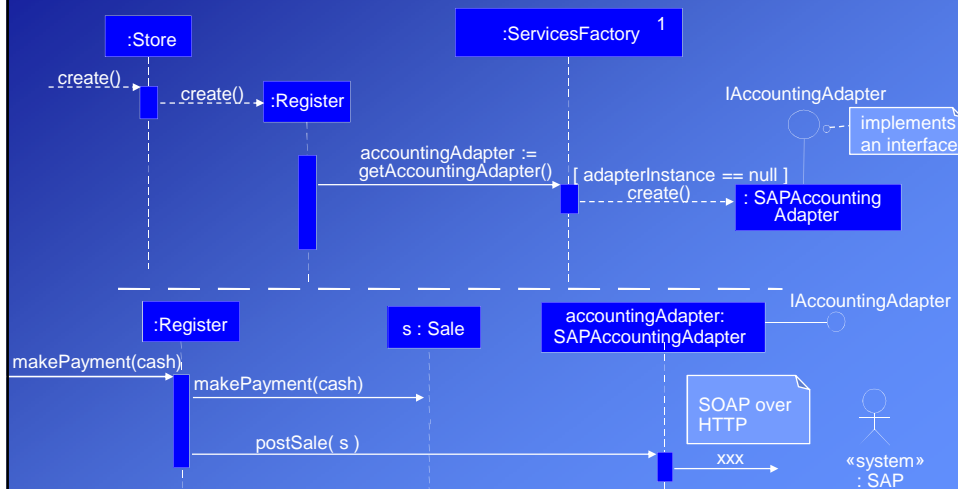 :Store
:ServicesFactory
1
create()
create()
:Register
IAccountingAdapter
implements
an interface
accountingAdapter :=
getAccountingAdapter()
[ adapterInstance == null ]
create()
: SAPAccounting
Adapter
:Register
s : Sale
accountingAdapter:
SAPAccountingAdapter
IAccountingAdapter
makePayment(cash)
makePayment(cash)
SOAP over
HTTP
postSale( s )
xxx
«system»
: SAP